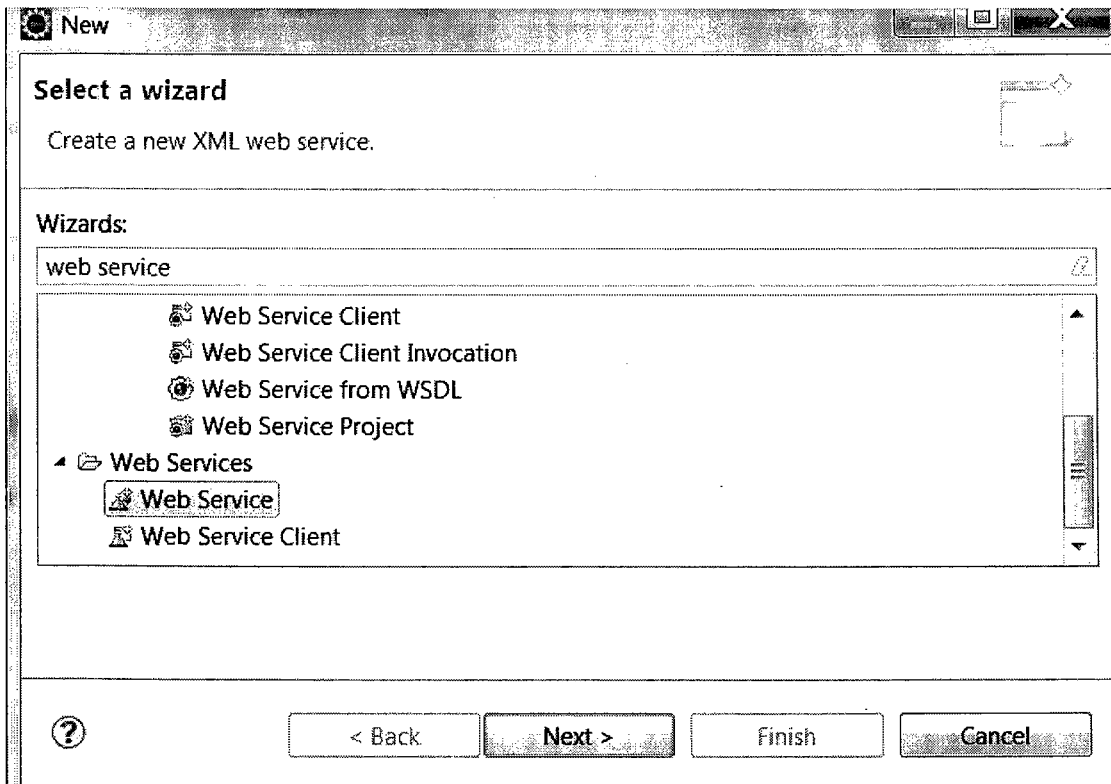 New
Select a wizard
Create a new XML web service.
Wizards:
web service
Web Service Client
Web Service Client Invocation
Web Service from WSDL
Web Service Project
Web Services
Web Service
Web Service Client
? < Back Next > Finish Cancel